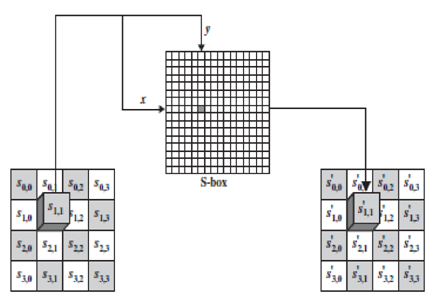 y
x
S-box
s0,0 s0,1 s0,2 s0,3
s1,0 s1,1 s1,2 s1,3
s2,0 s2,1 s2,2 s2,3
s3,0 s3,1 s3,2 s3,3
s'0,0 s'0, s'0,2 s'0,3
s'1,0 s'1,1 s'1,2 s'1,3
s'2,0 s'2,1 s'2,2 s'2,3
s'3,0 s'3,1 s'3,2 s'3,3